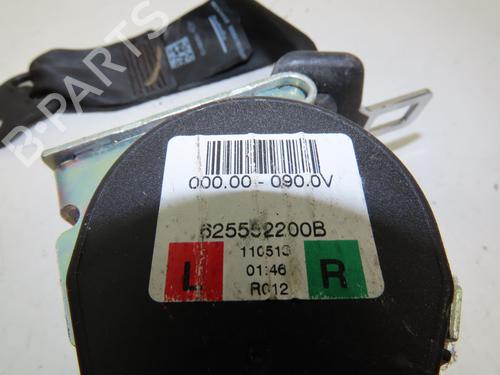 B-PARTS
000.00 - 090.0V
625552200B
110513
01:46
R012
L
R